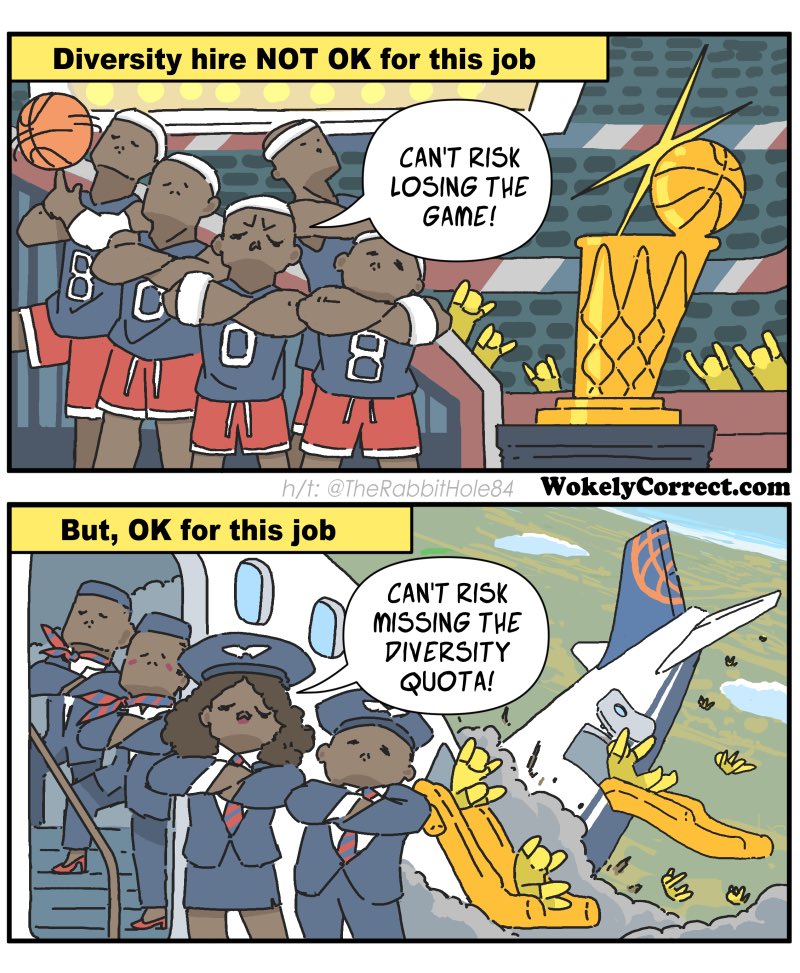 Diversity hire NOT OK for this job
CAN'T RISK
LOSING THE
GAME!
8
0
0
8
h/t: @TheRabbitHole84
WokelyCorrect.com
But, OK for this job
CAN'T RISK
MISSING THE
DIVERSITY
QUOTA!